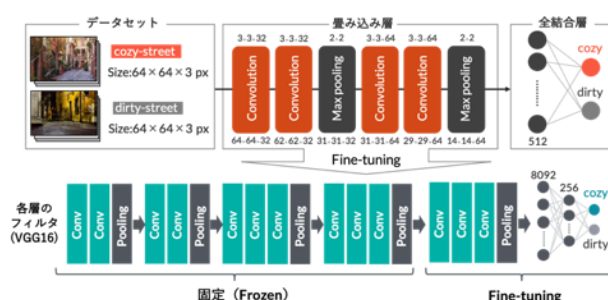 データセット
畳み込み層
全結合層
cozy-street
Size:64×64×3 px
dirty-street
Size:64×64×3 px
3-3-32
3-3-32
2-2
3-3-64
3-3-64
2-2
Convolution
Convolution
Max pooling
Convolution
Convolution
Max pooling
64-64-32
62-62-32
31-31-32
31-31-64
29-29-64
14-14-64
cozy
dirty
512
Fine-tuning
各層の
フィルタ
(VGG16)
Conv
Conv
Pooling
Conv
Conv
Pooling
Conv
Conv
Conv
Pooling
Conv
Conv
Conv
Pooling
Conv
Conv
Conv
Pooling
8092
256
cozy
dirty
固定（Frozen）
Fine-tuning